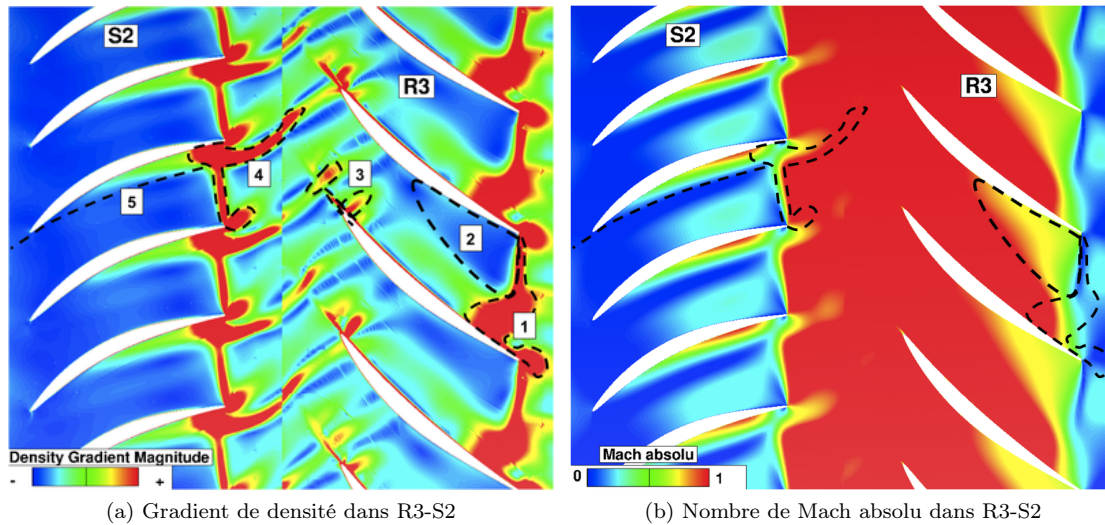 S2
R3
4
3
5
2
1
Density Gradient Magnitude
- +
(a) Gradient de densité dans R3-S2
S2
R3
Mach absolu
0 1
(b) Nombre de Mach absolu dans R3-S2